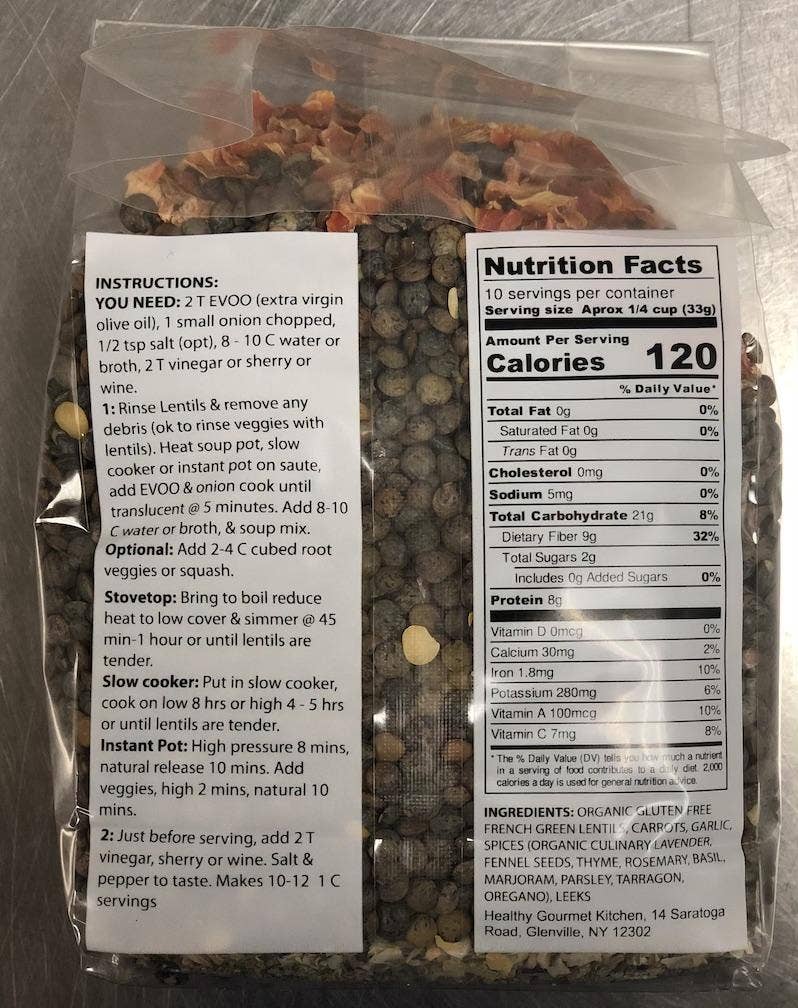 INSTRUCTIONS:
YOU NEED: 2 T EVOO (extra virgin
olive oil), 1 small onion chopped,
1/2 tsp salt (opt), 8 - 10 C water or
broth, 2 T vinegar or sherry or
wine.
1: Rinse Lentils & remove any
debris (ok to rinse veggies with
lentils). Heat soup pot, slow
cooker or instant pot on saute,
add EVOO & onion cook until
translucent @ 5 minutes. Add 8-10
C water or broth, & soup mix.
Optional: Add 2-4 C cubed root
veggies or squash.
Stovetop: Bring to boil reduce
heat to low cover & simmer @ 45
min-1 hour or until lentils are
tender.
Slow cooker: Put in slow cooker,
cook on low 8 hrs or high 4 - 5 hrs
or until lentils are tender.
Instant Pot: High pressure 8 mins,
natural release 10 mins. Add
veggies, high 2 mins, natural 10
mins.
2: Just before serving, add 2 T
vinegar, sherry or wine. Salt &
pepper to taste. Makes 10-12 1 C
servings
Nutrition Facts
10 servings per container
Serving size Aprox 1/4 cup (33g)
Amount Per Serving
Calories 120
% Daily Value*
Total Fat 0g 0%
Saturated Fat 0g 0%
Trans Fat 0g
Cholesterol 0mg 0%
Sodium 5mg 0%
Total Carbohydrate 21g 8%
Dietary Fiber 9g 32%
Total Sugars 2g
Includes 0g Added Sugars 0%
Protein 8g
Vitamin D 0mcg 0%
Calcium 30mg 2%
Iron 1.8mg 10%
Potassium 280mg 6%
Vitamin A 100mcg 10%
Vitamin C 7mg 8%
* The % Daily Value (DV) tells you how much a nutrient
in a serving of food contributes to a daily diet. 2,000
calories a day is used for general nutrition advice.
INGREDIENTS: ORGANIC GLUTEN FREE
FRENCH GREEN LENTILS, CARROTS, GARLIC,
SPICES (ORGANIC CULINARY LAVENDER,
FENNEL SEEDS, THYME, ROSEMARY, BASIL,
MARJORAM, PARSLEY, TARRAGON,
OREGANO), LEEKS
Healthy Gourmet Kitchen, 14 Saratoga
Road, Glenville, NY 12302